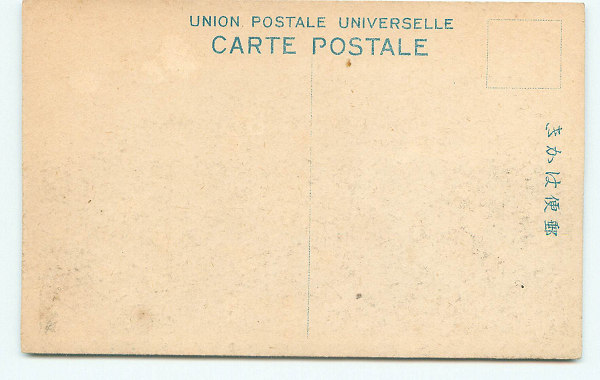 UNION POSTALE UNIVERSELLE
CARTE POSTALE
きかは便郵